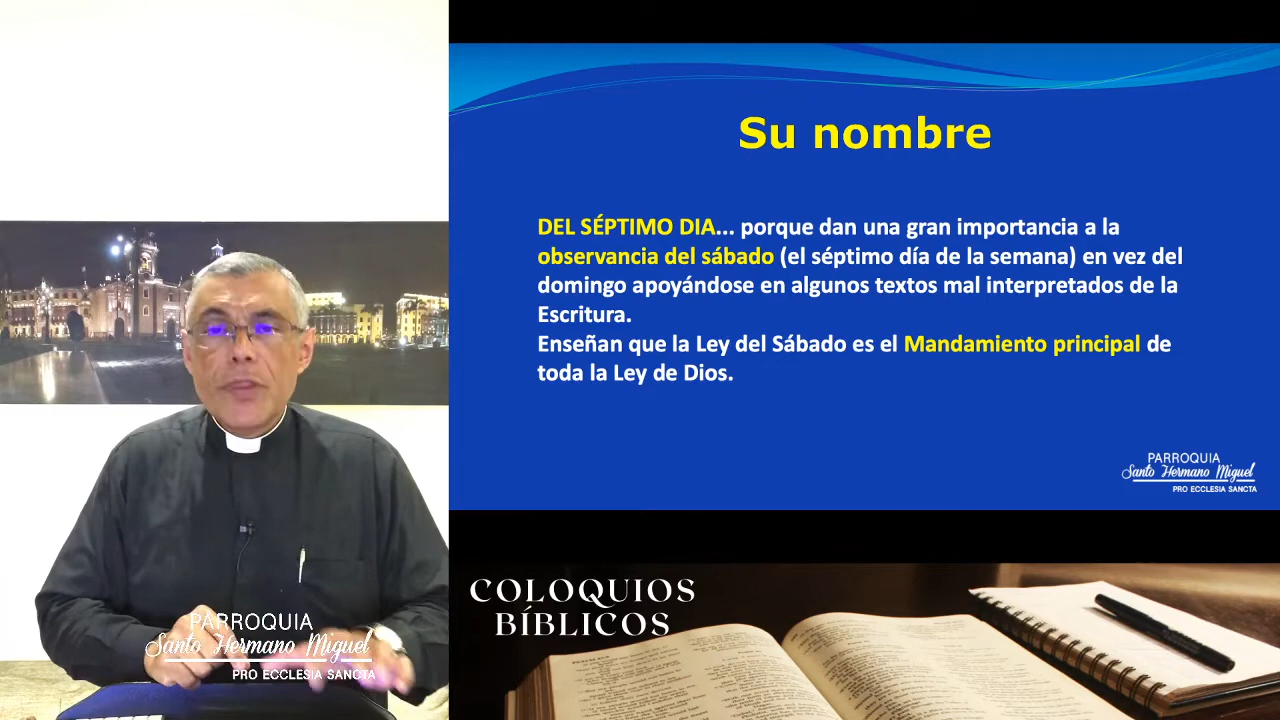 Su nombre
DEL SÉPTIMO DIA... porque dan una gran importancia a la
observancia del sábado (el séptimo día de la semana) en vez del
domingo apoyándose en algunos textos mal interpretados de la
Escritura.
Enseñan que la Ley del Sábado es el Mandamiento principal de
toda la Ley de Dios.
PARROQUIA
Santo Hermano Miguel
PRO ECCLESIA SANCTA
COLOQUIOS
BÍBLICOS
PARROQUIA
Santo Hermano Miguel
PRO ECCLESIA SANCTA